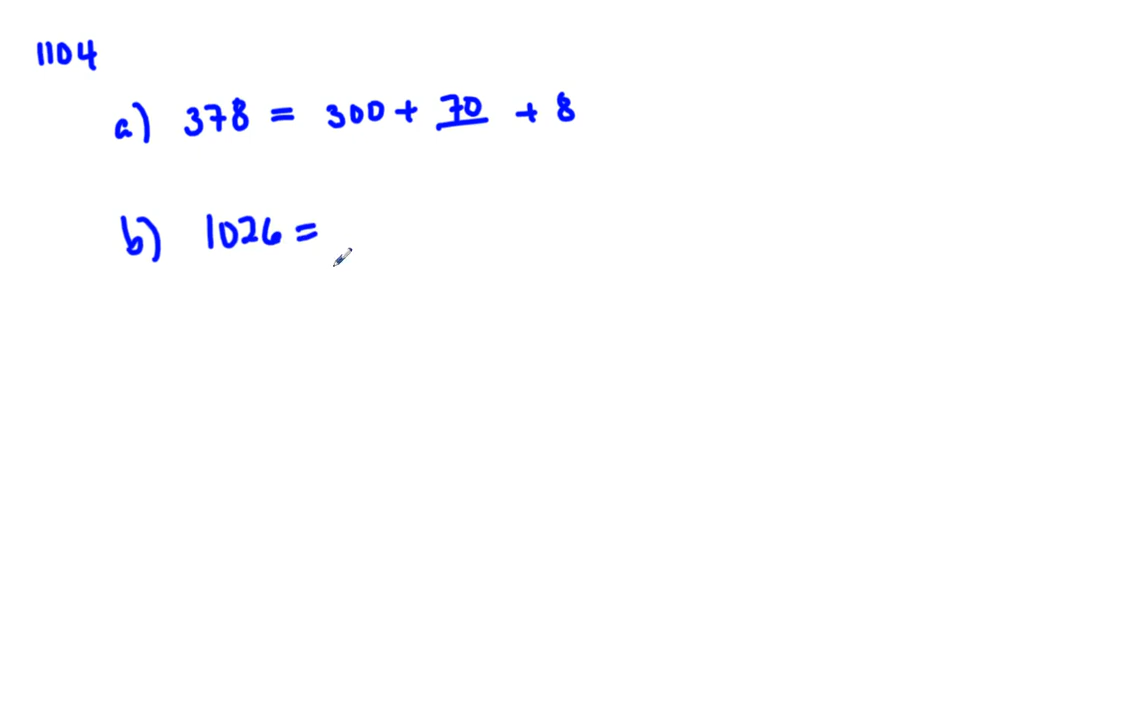 1104
a) 378 = 300 + 70 + 8
b) 1026 =